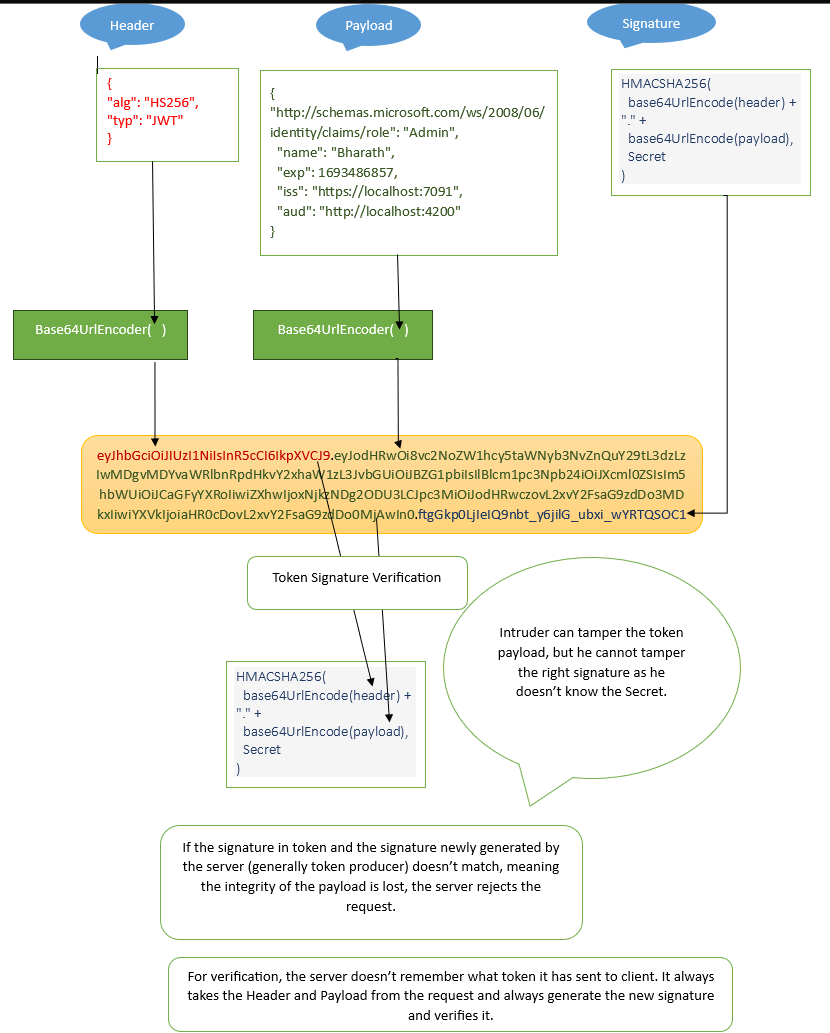 Header
Payload
Signature
{
"alg": "HS256",
"typ": "JWT"
}
{
"http://schemas.microsoft.com/ws/2008/06/
identity/claims/role": "Admin",
"name": "Bharath",
"exp": 1693486857,
"iss": "https://localhost:7091",
"aud": "http://localhost:4200"
}
HMACSHA256(
base64UrlEncode(header) +
"." +
base64UrlEncode(payload),
Secret
)
Base64UrlEncoder( )
Base64UrlEncoder( )
eyJhbGciOiJIUzI1NiIsInR5cCI6IkpXVCJ9.eyJodHRwOi8vc2NoZW1hcy5taWNyb3NvZnQuY29tL3dzLz
IwMDgvMDYvaWRlbnRpdHkvY2xhaW1zL3JvbGUiOiJBZG1pbiIsIlBlcm1pc3Npb24iOiJXcml0ZSIsIm5
hbWUiOiJCaGFyYXRoIiwiZXhwIjoxNjkzNDg2ODU3LCJpc3MiOiJodHRwczovL2xvY2FsaG9zdDo3MD
kxIiwiYXVkIjoiaHR0cDovL2xvY2FsaG9zdDo0MjAwIn0.ftgGkp0LjIeIQ9nbt_y6jilG_ubxi_wYRTQSOC1
Token Signature Verification
Intruder can tamper the token
payload, but he cannot tamper
the right signature as he
doesn't know the Secret.
HMACSHA256(
base64UrlEncode(header) +
"." +
base64UrlEncode(payload),
Secret
)
If the signature in token and the signature newly generated by
the server (generally token producer) doesn't match, meaning
the integrity of the payload is lost, the server rejects the
request.
For verification, the server doesn't remember what token it has sent to client. It always
takes the Header and Payload from the request and always generate the new signature
and verifies it.